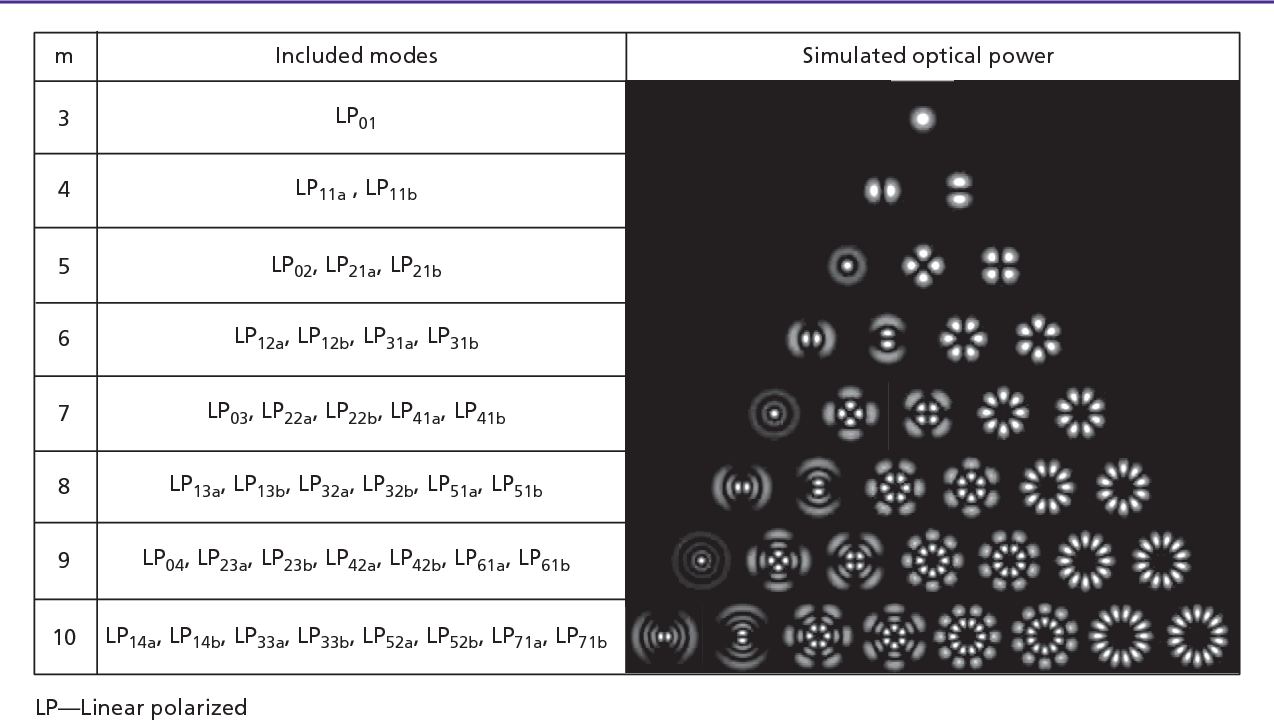 m Included modes Simulated optical power
3 LP01
4 LP11a , LP11b
5 LP02, LP21a, LP21b
6 LP12a, LP12b, LP31a, LP31b
7 LP03, LP22a, LP22b, LP41a, LP41b
8 LP13a, LP13b, LP32a, LP32b, LP51a, LP51b
9 LP04, LP23a, LP23b, LP42a, LP42b, LP61a, LP61b
10 LP14a, LP14b, LP33a, LP33b, LP52a, LP52b, LP71a, LP71b
LP—Linear polarized